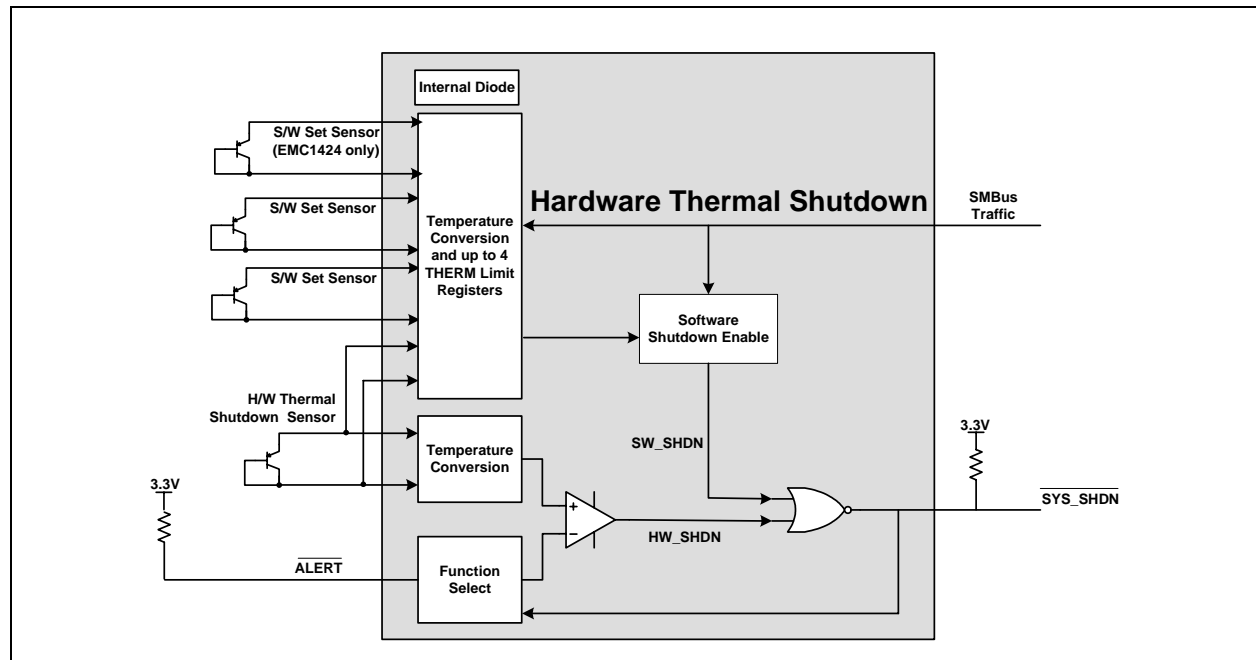 Internal Diode
S/W Set Sensor
(EMC1424 only)
S/W Set Sensor
S/W Set Sensor
Temperature
Conversion
and up to 4
THERM Limit
Registers
Hardware Thermal Shutdown
SMBus
Traffic
Software
Shutdown Enable
H/W Thermal
Shutdown Sensor
Temperature
Conversion
SW_SHDN
3.3V
SYS_SHDN
+
−
HW_SHDN
3.3V
ALERT
Function
Select